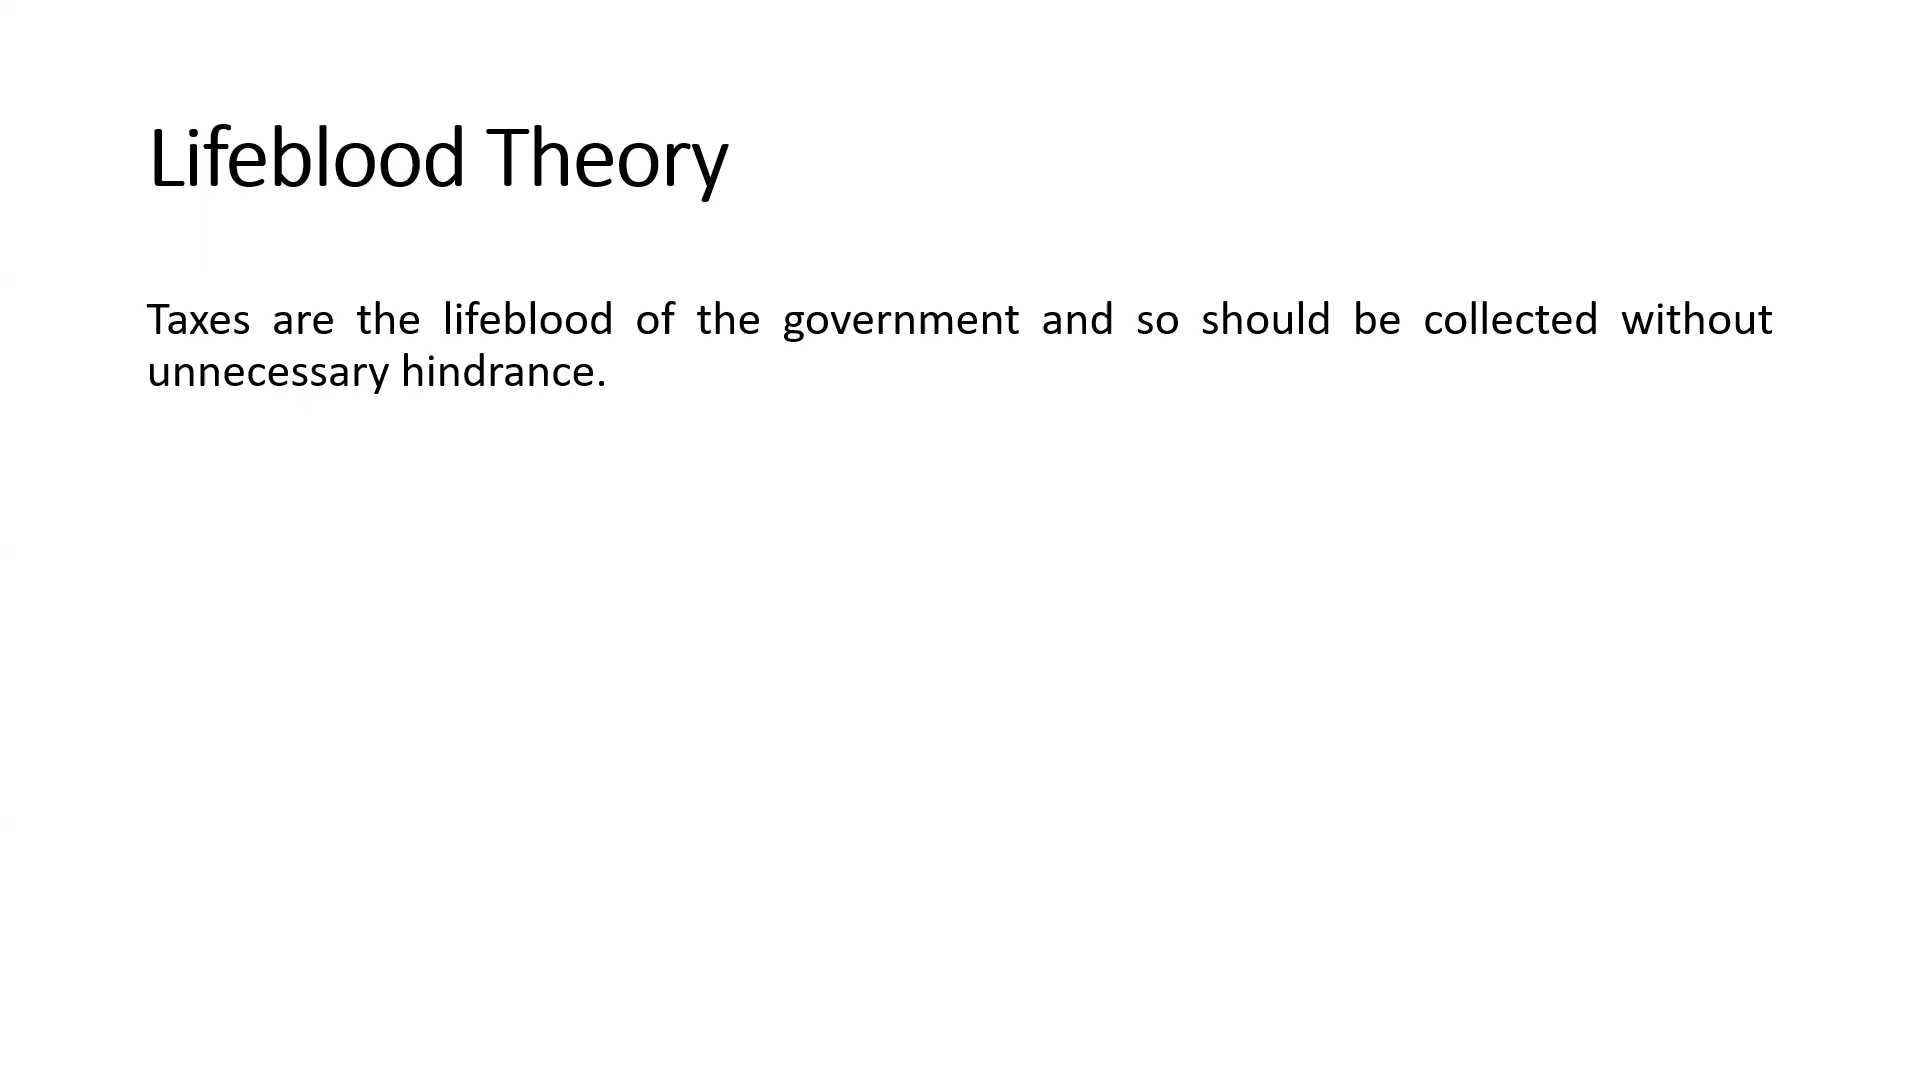 Lifeblood Theory
Taxes are the lifeblood of the government and so should be collected without
unnecessary hindrance.